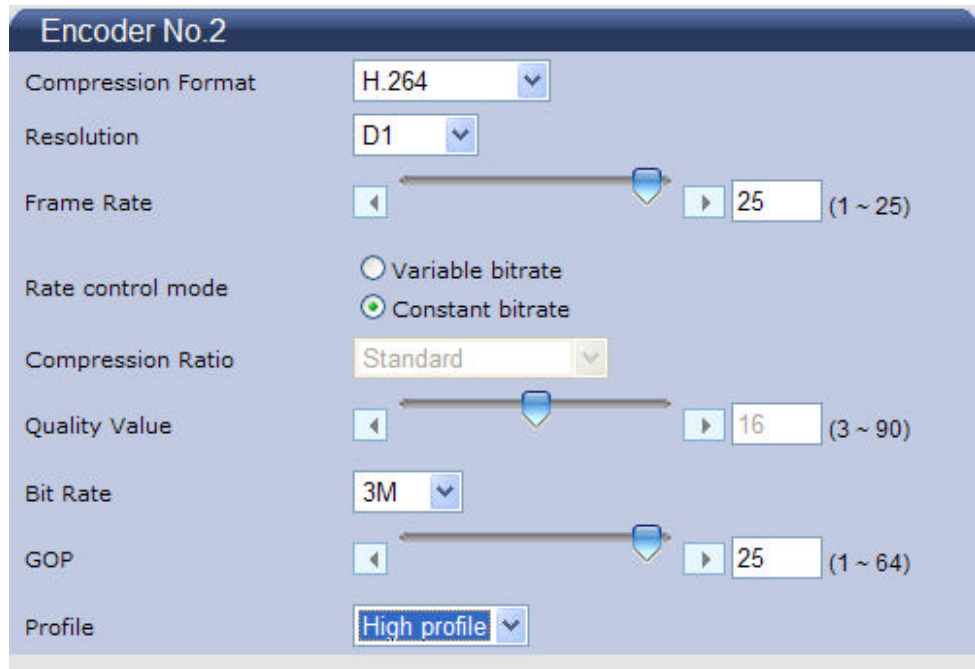 Encoder No.2
Compression Format H.264
Resolution D1
Frame Rate 25 (1 ~ 25)
Rate control mode Variable bitrate
Constant bitrate
Compression Ratio Standard
Quality Value 16 (3 ~ 90)
Bit Rate 3M
GOP 25 (1 ~ 64)
Profile High profile